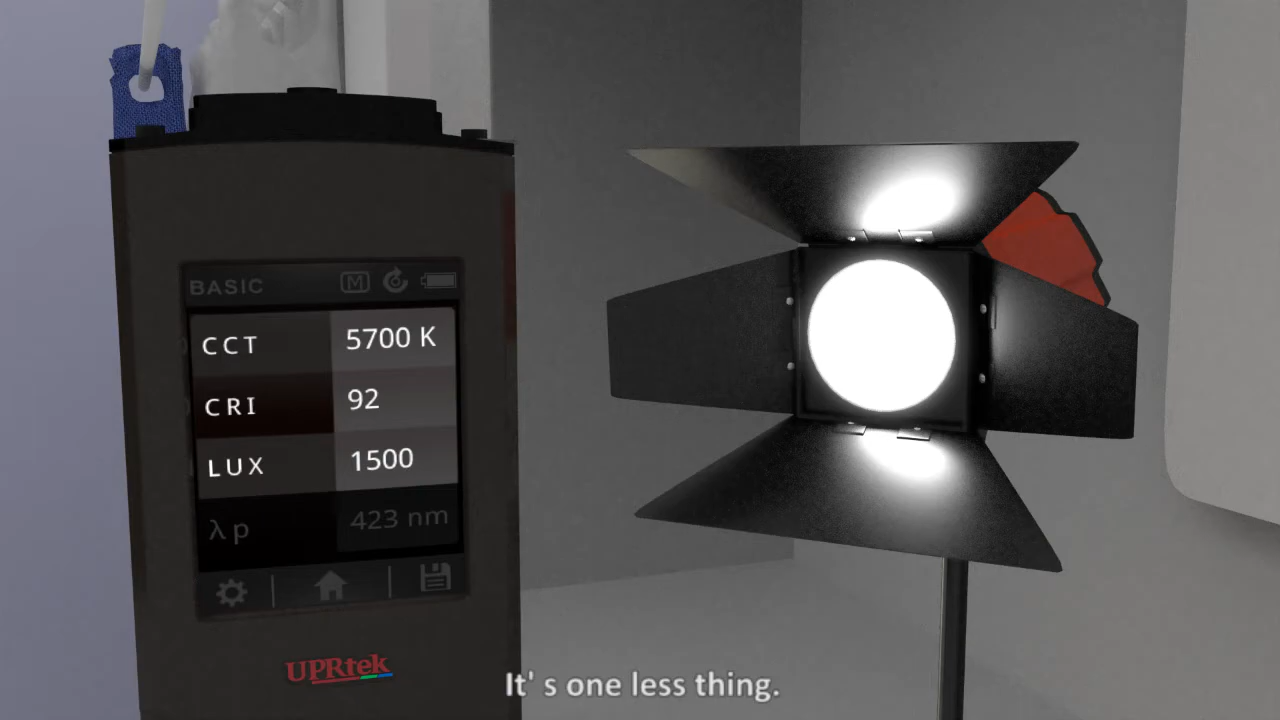 BASIC M
CCT 5700 K
CRI 92
LUX 1500
λp 423 nm
UPRtek
It' s one less thing.